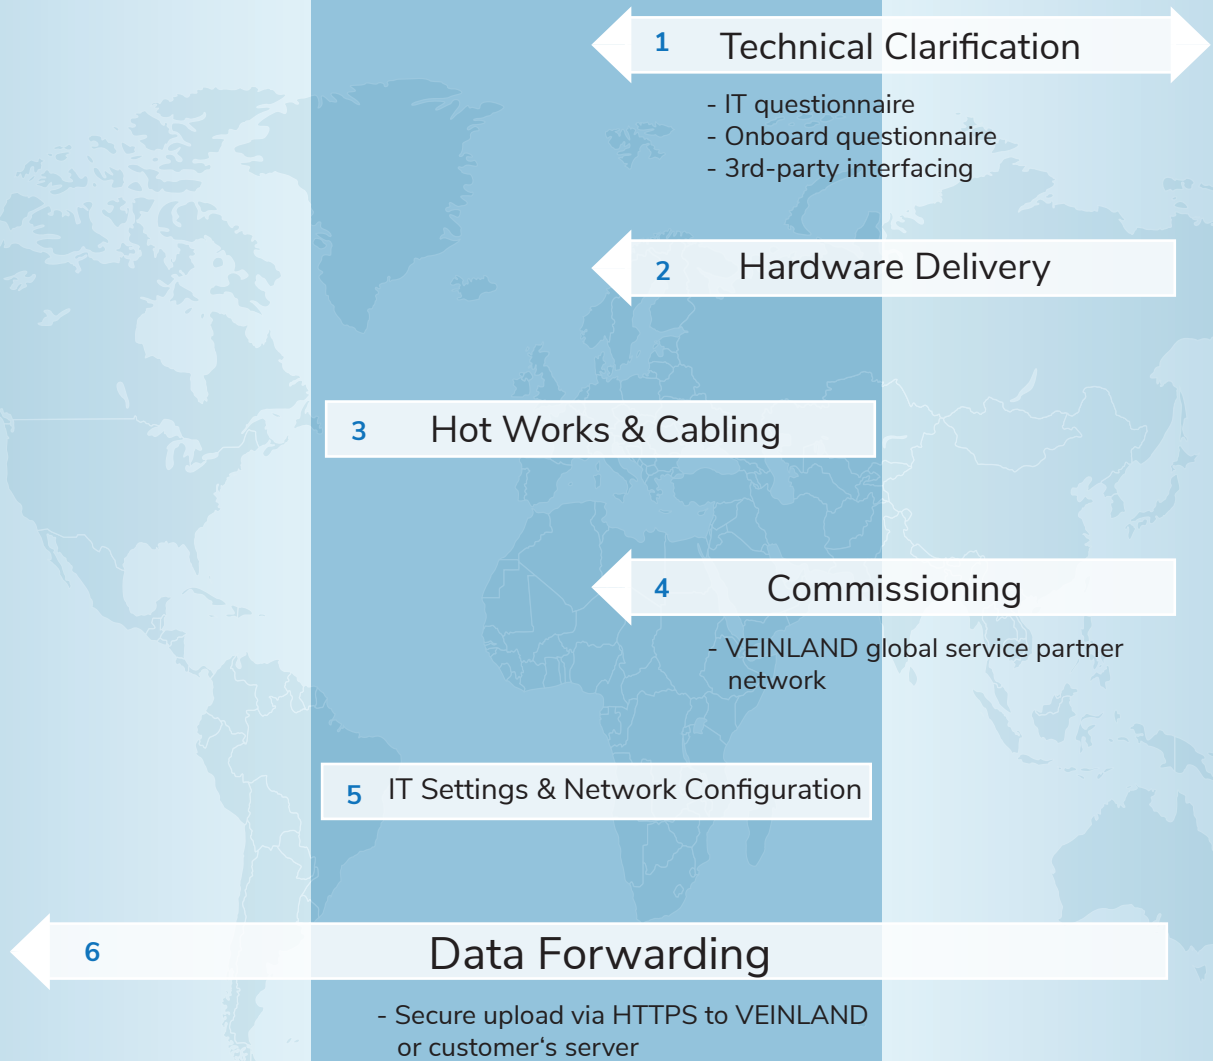 1 Technical Clarification
- IT questionnaire
- Onboard questionnaire
- 3rd-party interfacing
2 Hardware Delivery
3 Hot Works & Cabling
4 Commissioning
- VEINLAND global service partner
network
5 IT Settings & Network Configuration
6 Data Forwarding
- Secure upload via HTTPS to VEINLAND
or customer‘s server